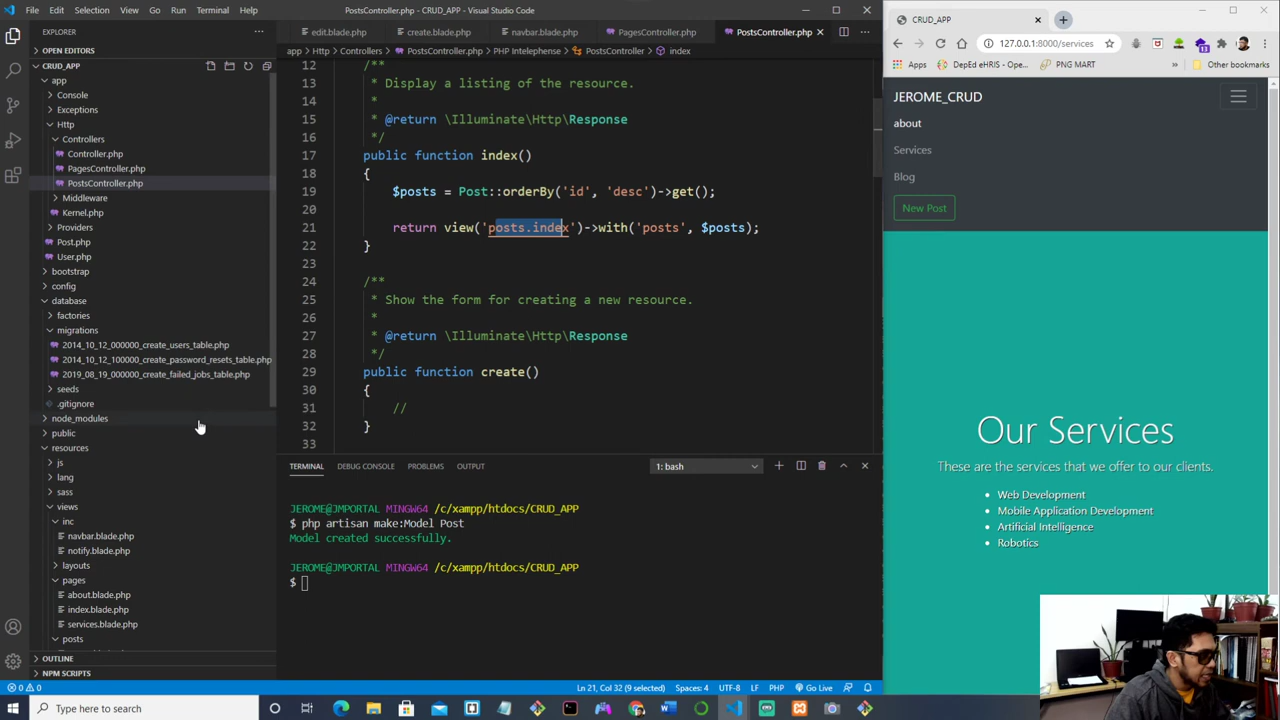 File Edit Selection View Go Run Terminal Help PostsController.php - CRUD_APP - Visual Studio Code
EXPLORER
OPEN EDITORS
CRUD_APP
app
Console
Exceptions
Http
Controllers
Controller.php
PagesController.php
PostsController.php
Middleware
Kernel.php
Providers
Post.php
User.php
bootstrap
config
database
factories
migrations
2014_10_12_000000_create_users_table.php
2014_10_12_100000_create_password_resets_table.php
2019_08_19_000000_create_failed_jobs_table.php
seeds
.gitignore
node_modules
public
resources
js
lang
sass
views
inc
navbar.blade.php
notify.blade.php
layouts
pages
about.blade.php
index.blade.php
services.blade.php
posts
OUTLINE
NPM SCRIPTS
edit.blade.php create.blade.php navbar.blade.php PagesController.php PostsController.php
app > Http > Controllers > PostsController.php > PHP Intelephense > PostsController > index
12 /**
13 * Display a listing of the resource.
14 *
15 * @return \Illuminate\Http\Response
16 */
17 public function index()
18 {
19 $posts = Post::orderBy('id', 'desc')->get();
20
21 return view('posts.index')->with('posts', $posts);
22 }
23
24 /**
25 * Show the form for creating a new resource.
26 *
27 * @return \Illuminate\Http\Response
28 */
29 public function create()
30 {
31 //
32 }
33
TERMINAL DEBUG CONSOLE PROBLEMS OUTPUT 1: bash
JEROME@JMPORTAL MINGW64 /c/xampp/htdocs/CRUD_APP
$ php artisan make:Model Post
Model created successfully.
JEROME@JMPORTAL MINGW64 /c/xampp/htdocs/CRUD_APP
$
0 0 Ln 21, Col 32 (9 selected) Spaces: 4 UTF-8 LF PHP Go Live
Type here to search
CRUD_APP
127.0.0.1:8000/services
13
Apps DepEd eHRIS - Ope... PNG MART » Other bookmarks
JEROME_CRUD
about
Services
Blog
New Post
Our Services
These are the services that we offer to our clients.
Web Development
Mobile Application Development
Artificial Intelligence
Robotics